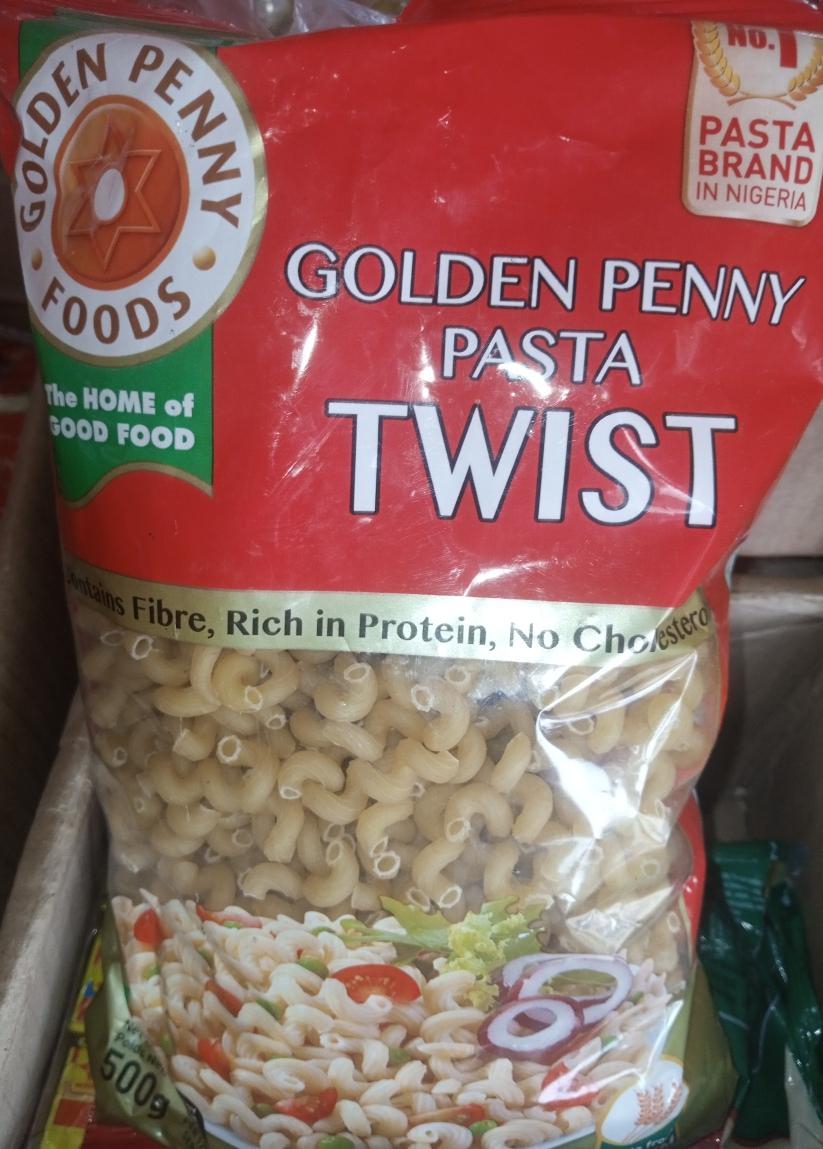 GOLDEN PENNY
FOODS
The HOME of
GOOD FOOD
NO. 1
PASTA
BRAND
IN NIGERIA
GOLDEN PENNY
PASTA
TWIST
Contains Fibre, Rich in Protein, No Cholestero
500g